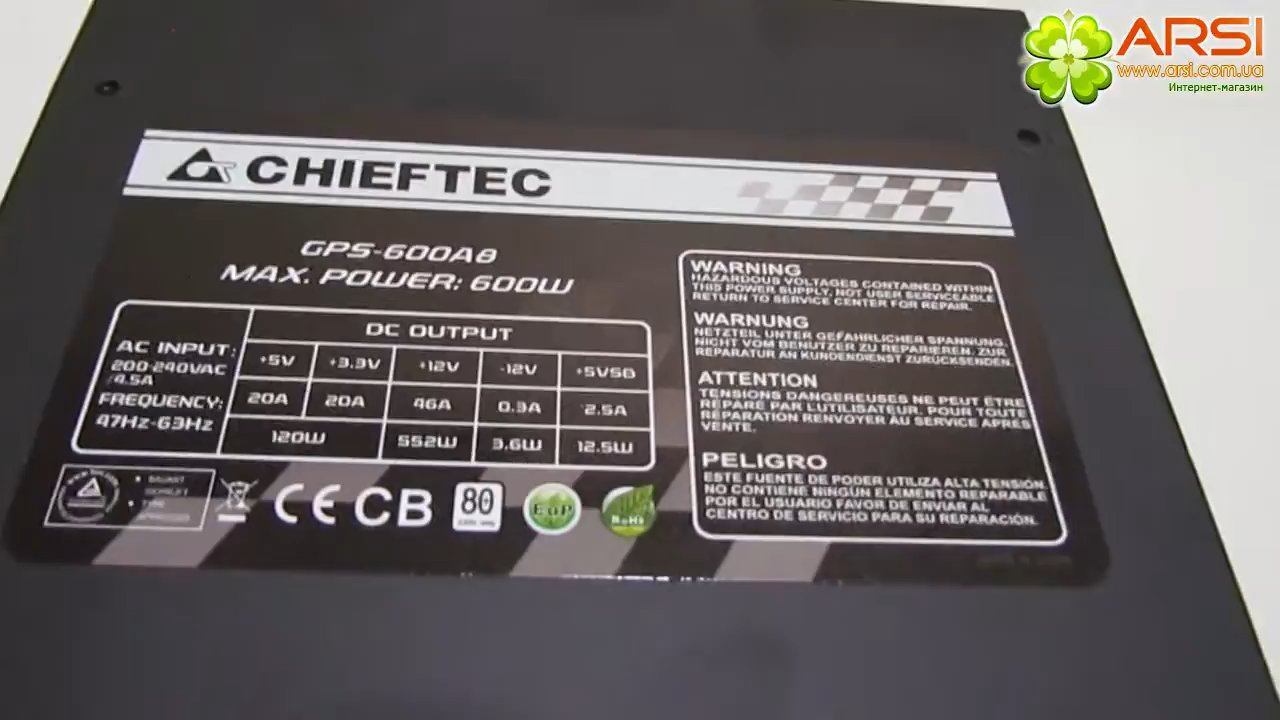 ARSI
www.arsi.com.ua
Интернет-магазин
CHIEFTEC
GPS-600A8
MAX. POWER: 600W
AC INPUT:
200-240VAC
/4.5A
FREQUENCY:
47Hz-63Hz
DC OUTPUT
+5V +3.3V +12V -12V +5VSB
20A 20A 46A 0.3A 2.5A
120W 552W 3.6W 12.5W
CE CB 80 EuP RoHS
WARNING
HAZARDOUS VOLTAGES CONTAINED WITHIN
THIS POWER SUPPLY, NOT USER SERVICEABLE
RETURN TO SERVICE CENTER FOR REPAIR.
WARNUNG
NETZTEIL UNTER GEFÄHRLICHER SPANNUNG.
NICHT VOM BENUTZER ZU REPARIEREN. ZUR
REPARATUR AN KUNDENDIENST ZURÜCKSENDEN.
ATTENTION
TENSIONS DANGEREUSES NE PEUT ÊTRE
RÉPARÉ PAR LUTILISATEUR. POUR TOUTE
RÉPARATION RENVOYER AU SERVICE APRÈS
VENTE.
PELIGRO
ESTE FUENTE DE PODER UTILIZA ALTA TENSIÓN.
NO CONTIENE NINGÚN ELEMENTO REPARABLE
POR EL USUARIO FAVOR DE ENVIAR AL
CENTRO DE SERVICIO PARA SU REPARACIÓN.